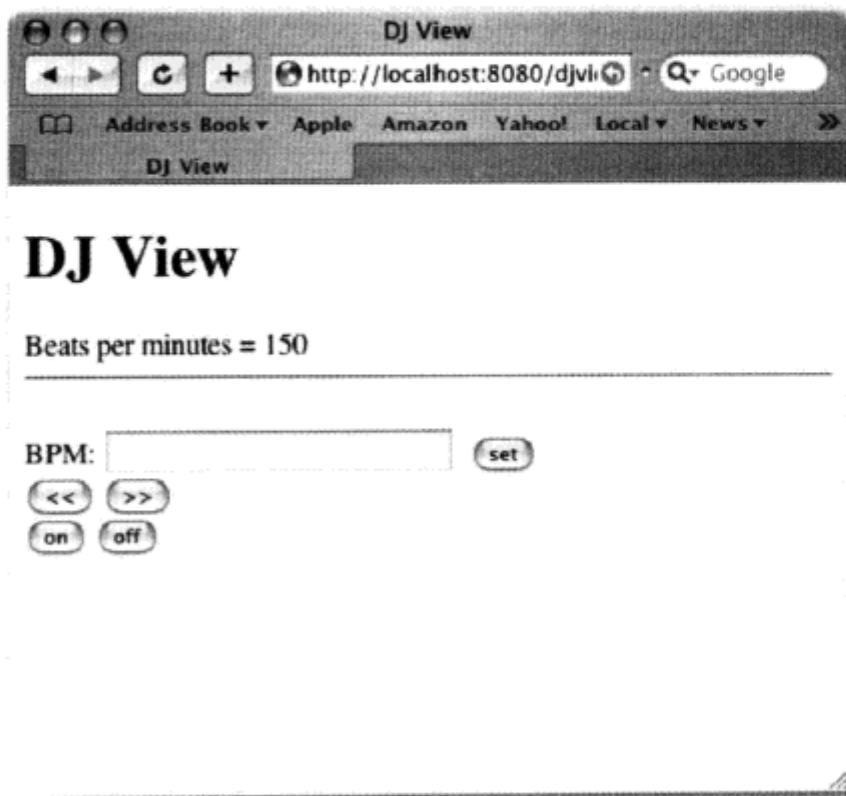 DJ View
http://localhost:8080/djvi
Google
Address Book Apple Amazon Yahoo! Local News
DJ View
DJ View
Beats per minutes = 150
BPM: set
<< >>
on off